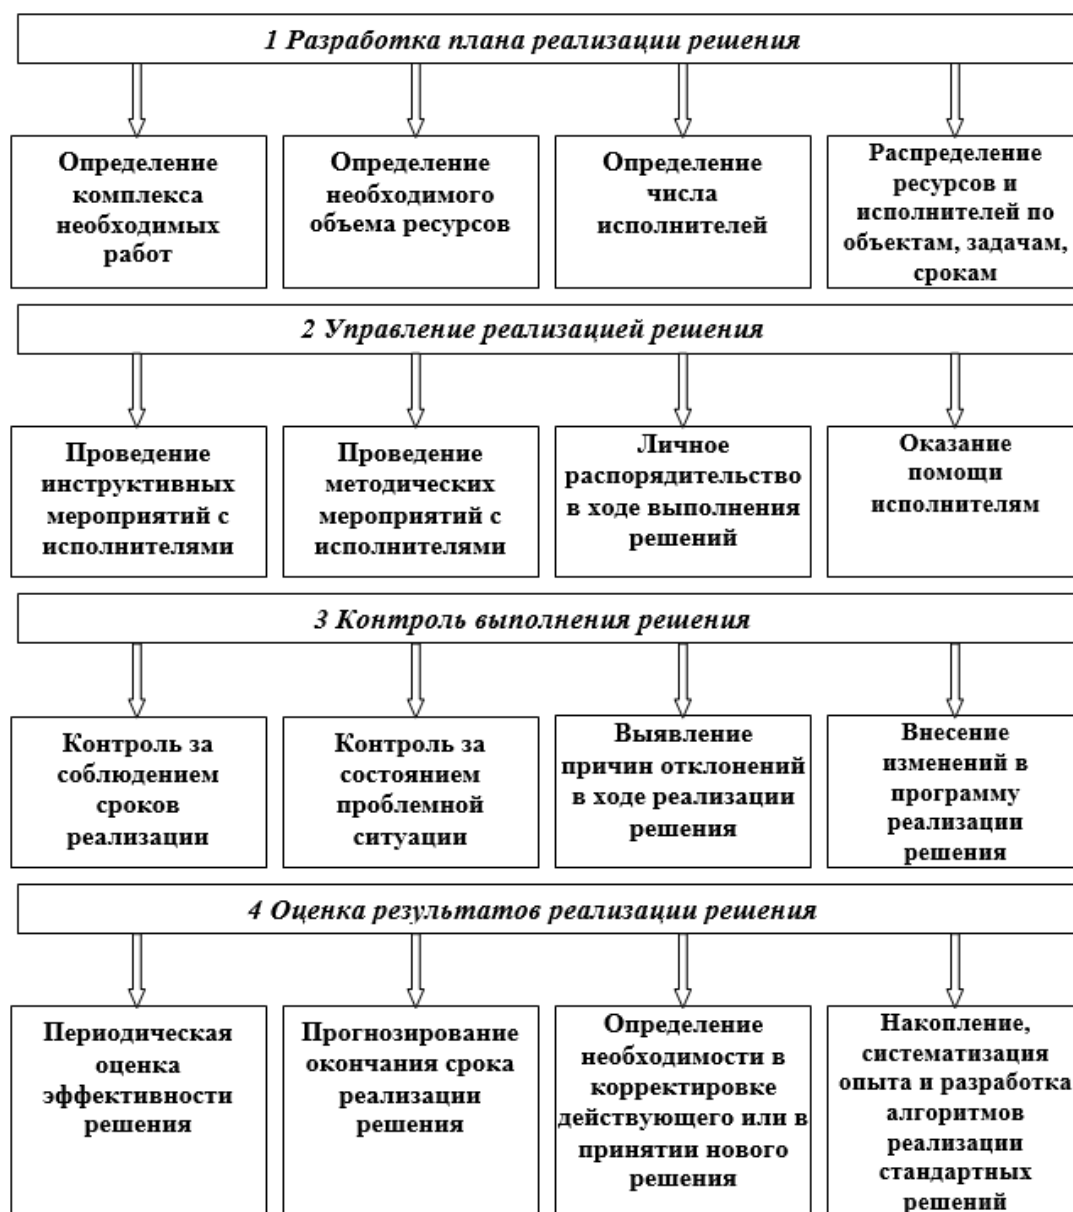 1 Разработка плана реализации решения
Определение
комплекса
необходимых
работ
Определение
необходимого
объема ресурсов
Определение
числа
исполнителей
Распределение
ресурсов и
исполнителей по
объектам, задачам,
срокам
2 Управление реализацией решения
Проведение
инструктивных
мероприятий с
исполнителями
Проведение
методических
мероприятий с
исполнителями
Личное
распорядительство
в ходе выполнения
решений
Оказание
помощи
исполнителям
3 Контроль выполнения решения
Контроль за
соблюдением
сроков
реализации
Контроль за
состоянием
проблемной
ситуации
Выявление
причин отклонений
в ходе реализации
решения
Внесение
изменений в
программу
реализации
решения
4 Оценка результатов реализации решения
Периодическая
оценка
эффективности
решения
Прогнозирование
окончания срока
реализации
решения
Определение
необходимости в
корректировке
действующего или в
принятии нового
решения
Накопление,
систематизация
опыта и разработка
алгоритмов
реализации
стандартных
решений